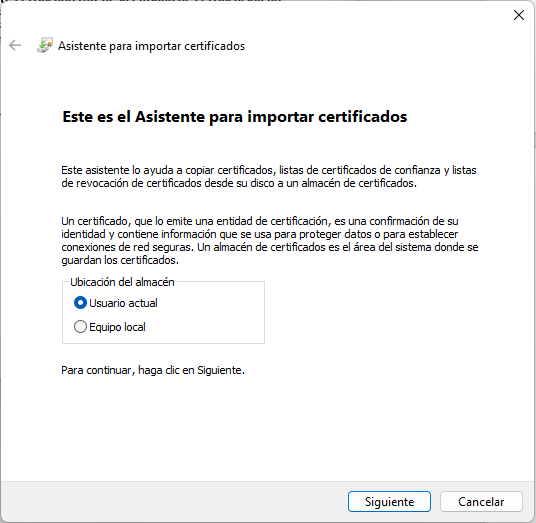 Asistente para importar certificados
Este es el Asistente para importar certificados
Este asistente lo ayuda a copiar certificados, listas de certificados de confianza y listas
de revocación de certificados desde su disco a un almacén de certificados.
Un certificado, que lo emite una entidad de certificación, es una confirmación de su
identidad y contiene información que se usa para proteger datos o para establecer
conexiones de red seguras. Un almacén de certificados es el área del sistema donde se
guardan los certificados.
Ubicación del almacén
Usuario actual
Equipo local
Para continuar, haga clic en Siguiente.
Siguiente
Cancelar